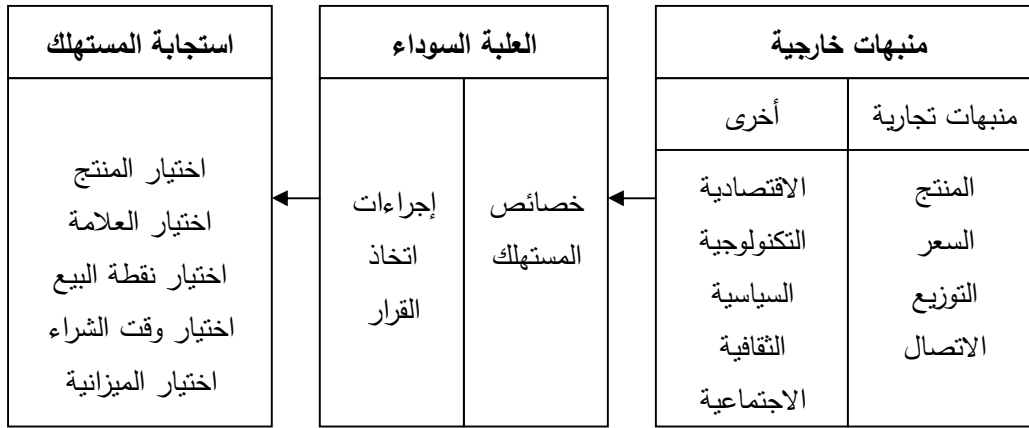 منبهات خارجية
منبهات تجارية
أخرى
المنتج
السعر
التوزيع
الاتصال
الاقتصادية
التكنولوجية
السياسية
الثقافية
الاجتماعية
العلبة السوداء
خصائص
المستهلك
إجراءات
اتخاذ
القرار
استجابة المستهلك
اختيار المنتج
اختيار العلامة
اختيار نقطة البيع
اختيار وقت الشراء
اختيار الميزانية